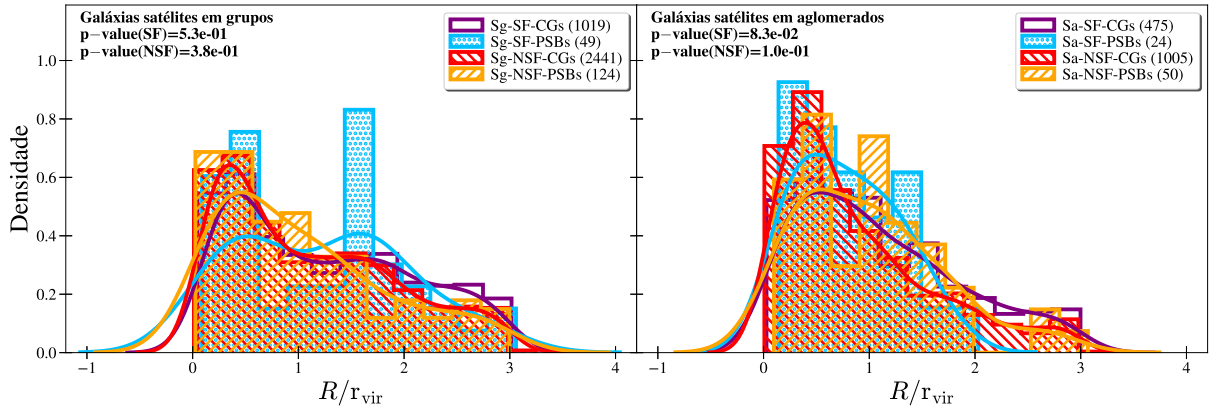 Galáxias satélites em grupos
p−value(SF)=5.3e-01
p−value(NSF)=3.8e-01
Sg-SF-CGs (1019)
Sg-SF-PSBs (49)
Sg-NSF-CGs (2441)
Sg-NSF-PSBs (124)
Galáxias satélites em aglomerados
p−value(SF)=8.3e-02
p−value(NSF)=1.0e-01
Sa-SF-CGs (475)
Sa-SF-PSBs (24)
Sa-NSF-CGs (1005)
Sa-NSF-PSBs (50)
Densidade
1.0
0.8
0.6
0.4
0.2
0.0
−1 0 1 2 3 4
−1 0 1 2 3 4
R/r_vir
R/r_vir